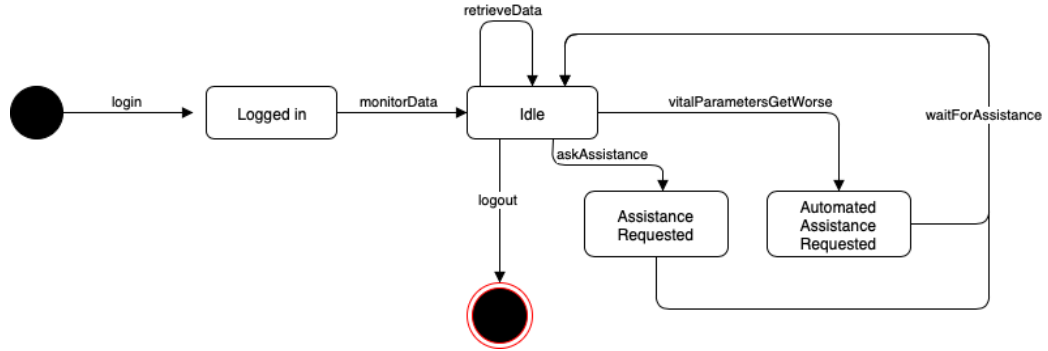 retrieveData
login
Logged in
monitorData
Idle
vitalParametersGetWorse
waitForAssistance
askAssistance
logout
Assistance
Requested
Automated
Assistance
Requested